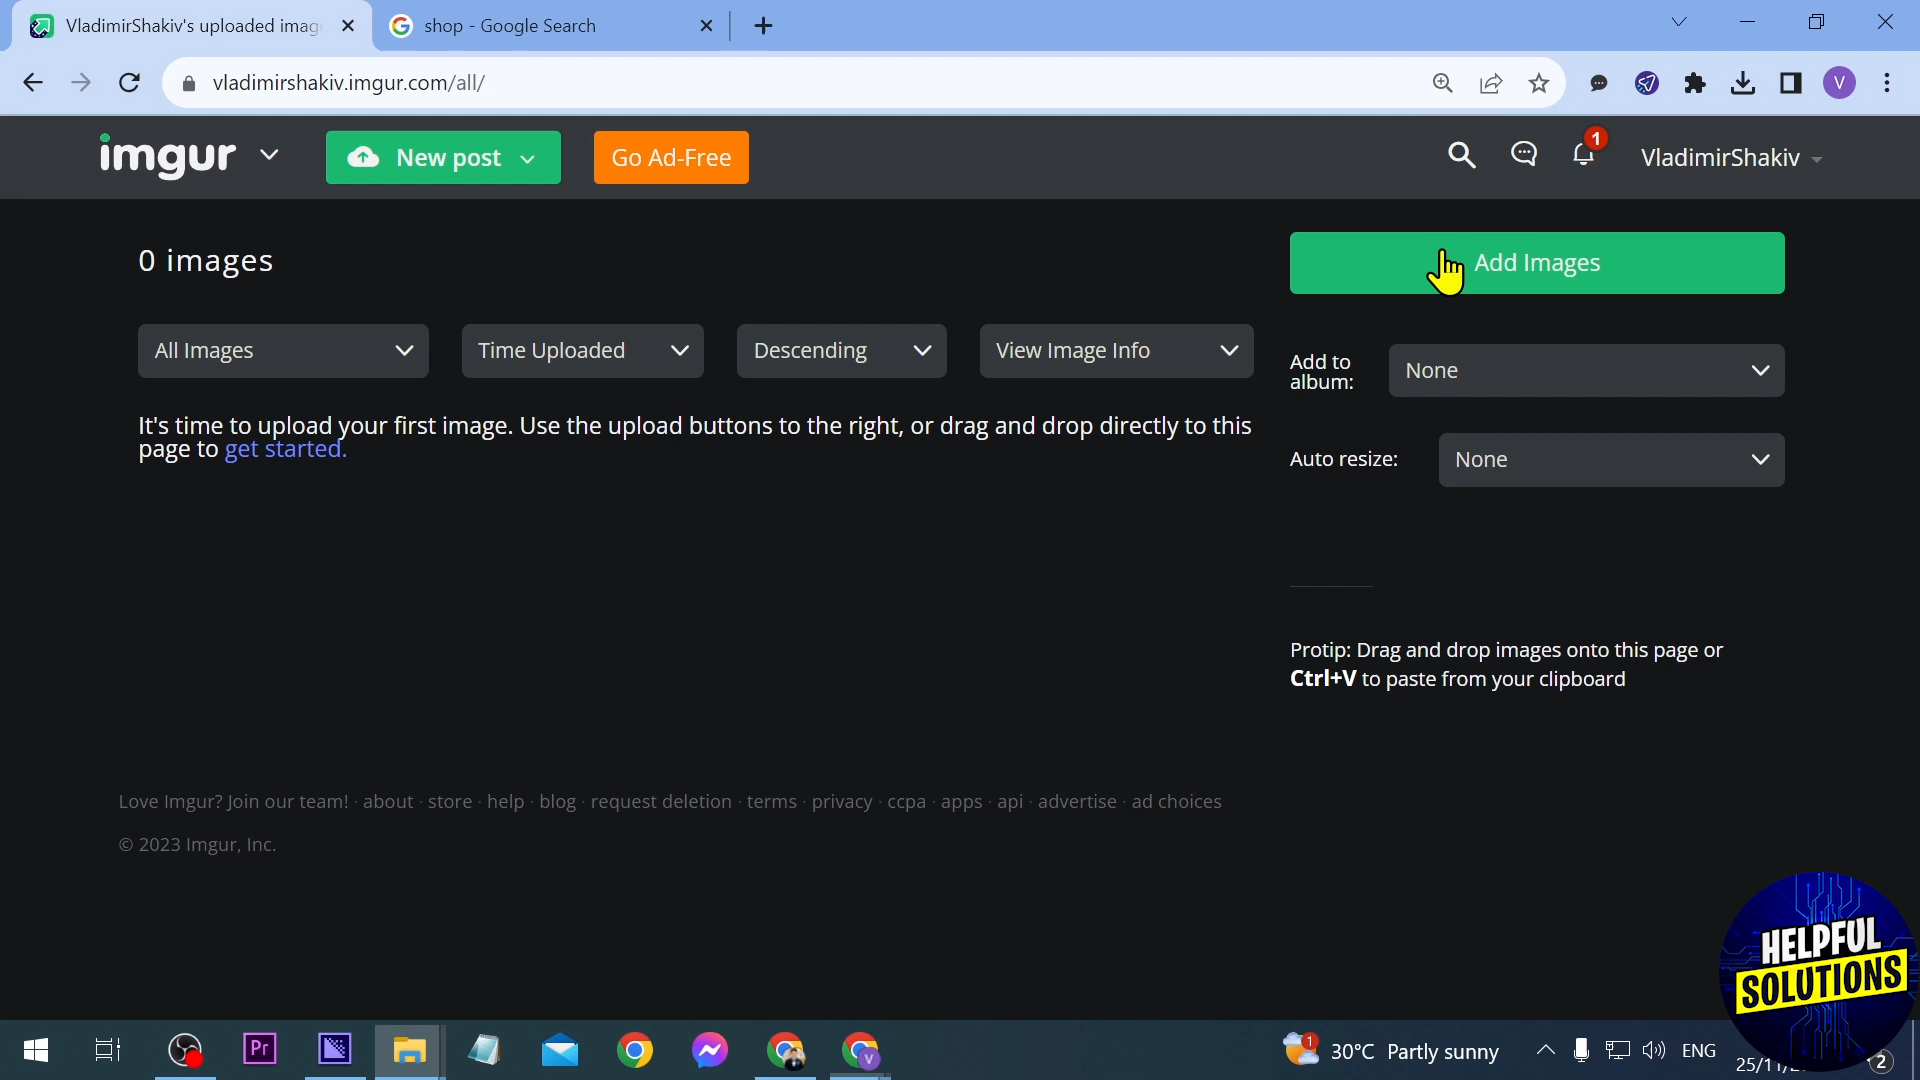 VladimirShakiv's uploaded imag
shop - Google Search
vladimirshakiv.imgur.com/all/
V
imgur
New post
Go Ad-Free
1
VladimirShakiv
0 images
Add Images
All Images
Time Uploaded
Descending
View Image Info
Add to
album:
None
It's time to upload your first image. Use the upload buttons to the right, or drag and drop directly to this
page to get started.
Auto resize:
None
Protip: Drag and drop images onto this page or
Ctrl+V to paste from your clipboard
Love Imgur? Join our team! · about · store · help · blog · request deletion · terms · privacy · ccpa · apps · api · advertise · ad choices
© 2023 Imgur, Inc.
HELPFUL
SOLUTIONS
Pr
V
1
30°C Partly sunny
ENG
2